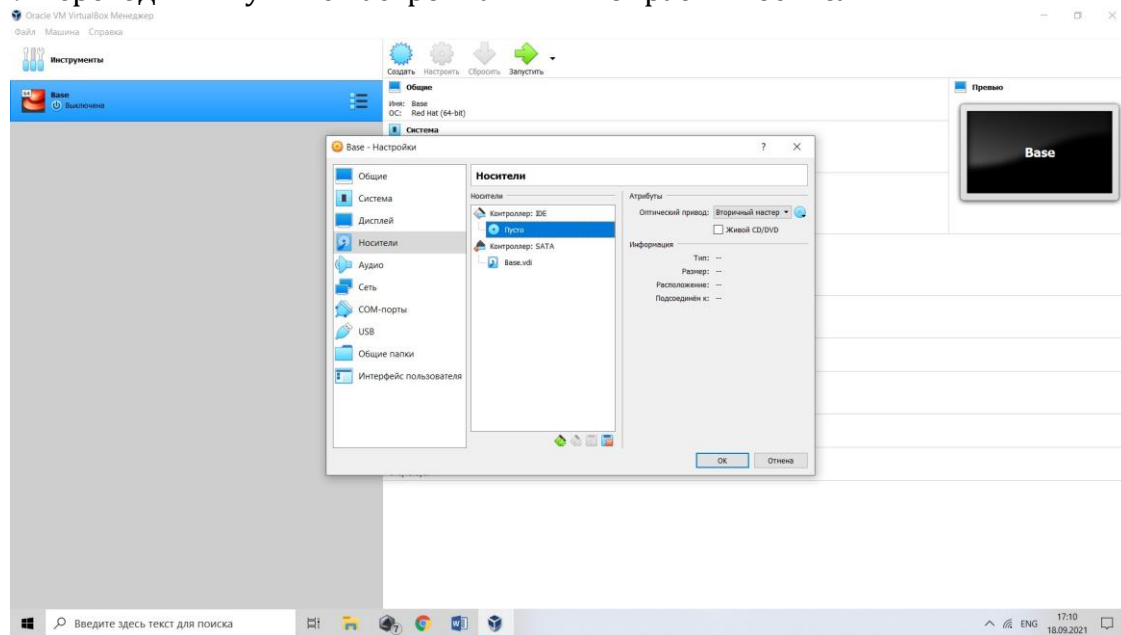 Oracle VM VirtualBox Менеджер
Файл Машина Справка
Инструменты
Создать Настроить Сбросить Запустить
64
Base
Выключена
Общие
Имя: Base
ОС: Red Hat (64-bit)
Система
Превью
Base
Base - Настройки
? ×
Общие
Система
Дисплей
Носители
Аудио
Сеть
COM-порты
USB
Общие папки
Интерфейс пользователя
Носители
Носители
Контроллер: IDE
Пусто
Контроллер: SATA
Base.vdi
Атрибуты
Оптический привод: Вторичный мастер
Живой CD/DVD
Информация
Тип: --
Размер: --
Расположение: --
Подсоединён к: --
OK Отмена
Введите здесь текст для поиска
7
ENG
17:10
18.09.2021